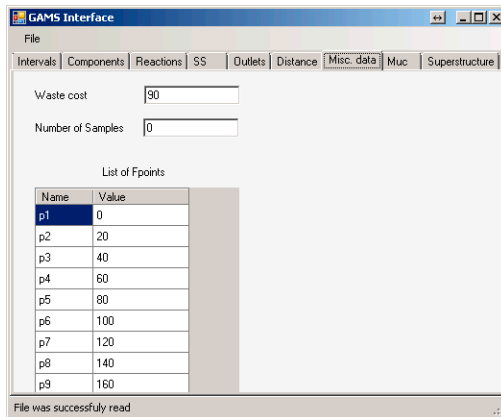 GAMS Interface
File
Intervals Components Reactions SS Outlets Distance Misc. data Muc Superstructure
Waste cost 90
Number of Samples 0
List of Fpoints
Name Value
p1 0
p2 20
p3 40
p4 60
p5 80
p6 100
p7 120
p8 140
p9 160
File was successfuly read